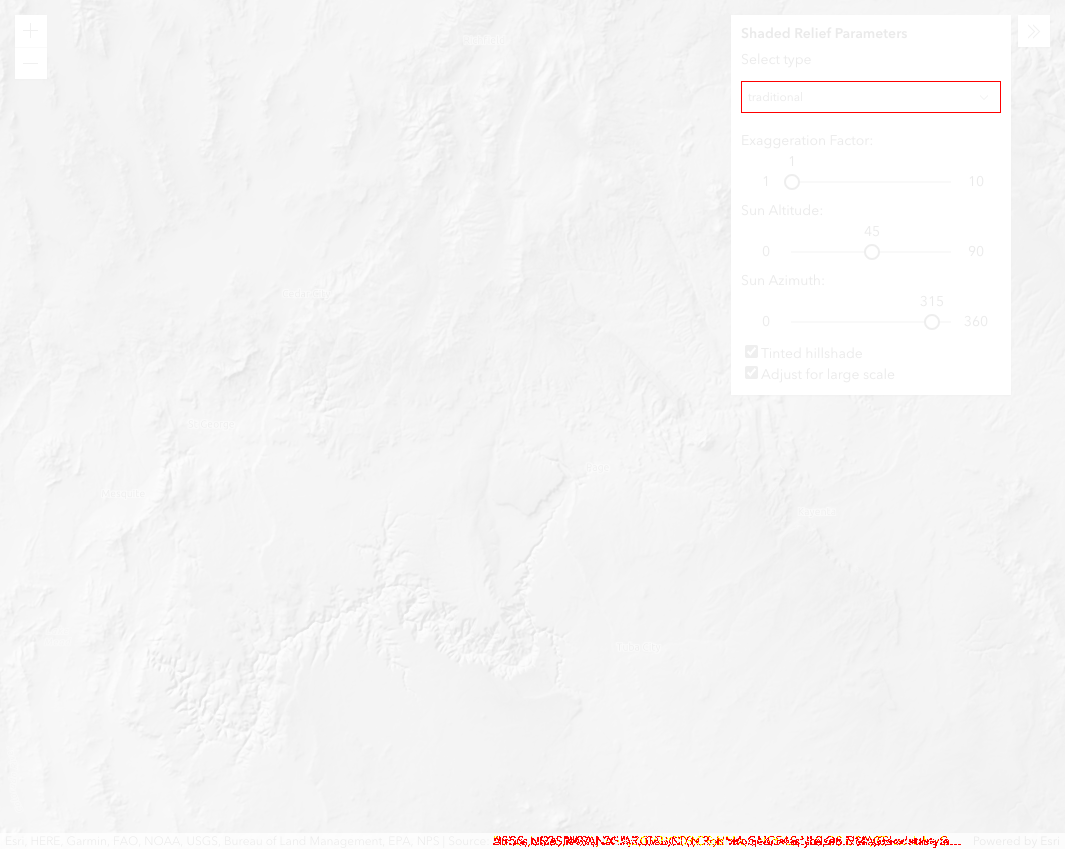 Shaded Relief Parameters
Select type
traditional
Exaggeration Factor:
1
1 10
Sun Altitude:
45
0 90
Sun Azimuth:
315
0 360
Tinted hillshade
Adjust for large scale
Esri, HERE, Garmin, FAO, NOAA, USGS, Bureau of Land Management, EPA, NPS | Source Powered by Esri